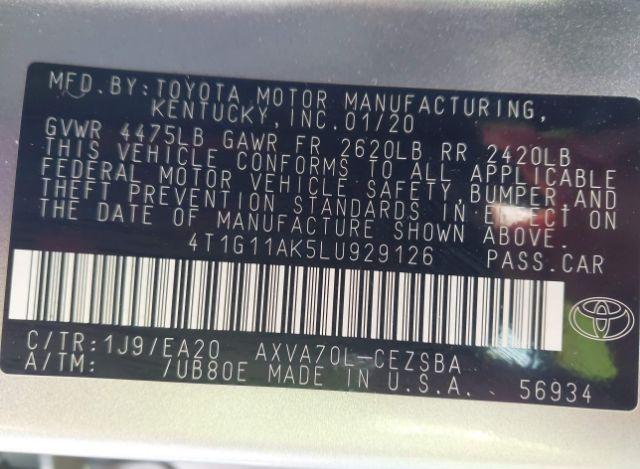 MFD.BY:TOYOTA MOTOR MANUFACTURING,
KENTUCKY,INC.01/20
GVWR 4475LB GAWR FR 2620LB RR 2420LB
THIS VEHICLE CONFORMS TO ALL APPLICABLE
FEDERAL MOTOR VEHICLE SAFETY,BUMPER AND
THEFT PREVENTION STANDARDS IN EFFECT ON
THE DATE OF MANUFACTURE SHOWN ABOVE.
4T1G11AK5LU929126 PASS.CAR
C/TR:1J9/EA20 AXVA70L-CEZSBA
A/TM: /UB80E MADE IN U.S.A. 56934